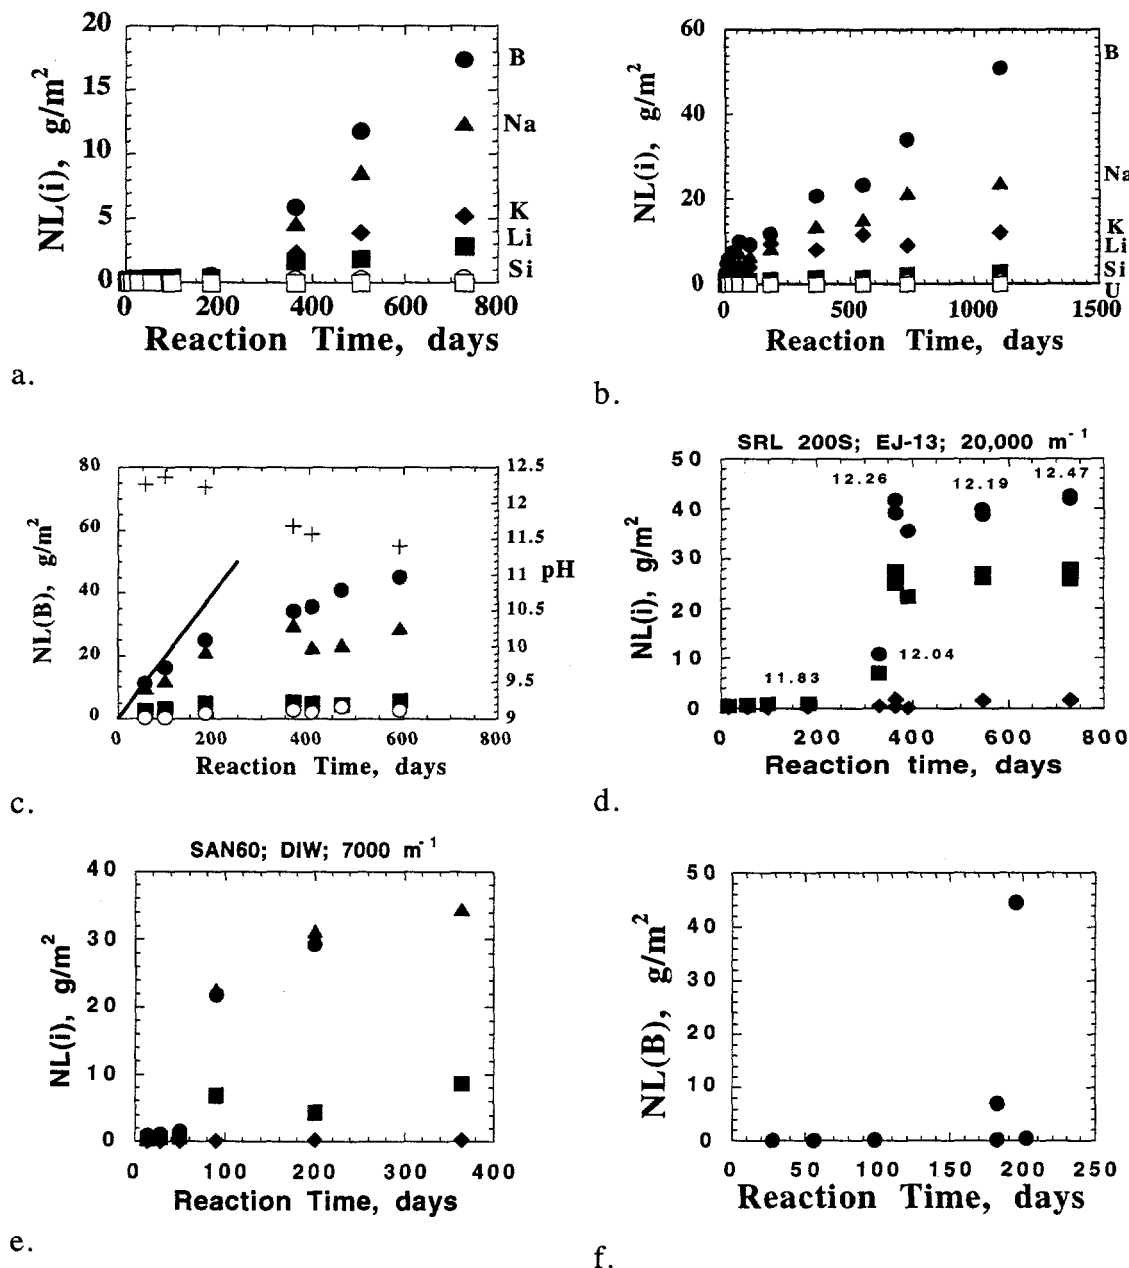 20
15
10
5
0
NL(i), g/m²
B
Na
K
Li
Si
0 200 400 600 800
Reaction Time, days
a.
60
40
20
0
NL(i), g/m²
B
Na
K
Li
Si
U
0 500 1000 1500
Reaction Time, days
b.
80
60
40
20
0
NL(B), g/m²
12.5
12
11.5
11
10.5
10
9.5
9
pH
0 200 400 600 800
Reaction Time, days
c.
SRL 200S; EJ-13; 20,000 m⁻¹
50
40
30
20
10
0
NL(i), g/m²
12.26
12.19
12.47
12.04
11.83
0 200 400 600 800
Reaction time, days
d.
SAN60; DIW; 7000 m⁻¹
40
30
20
10
0
NL(i), g/m²
0 100 200 300 400
Reaction Time, days
e.
50
40
30
20
10
0
NL(B), g/m²
0 50 100 150 200 250
Reaction Time, days
f.